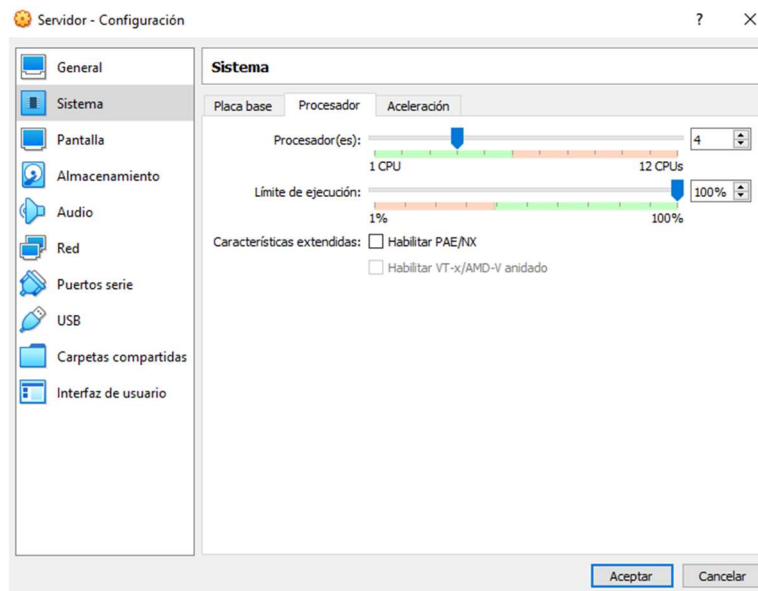 Servidor - Configuración
?
General
Sistema
Pantalla
Almacenamiento
Audio
Red
Puertos serie
USB
Carpetas compartidas
Interfaz de usuario
Sistema
Placa base Procesador Aceleración
Procesador(es): 4
1 CPU 12 CPUs
Límite de ejecución: 100%
1% 100%
Características extendidas: Habilitar PAE/NX
Habilitar VT-x/AMD-V anidado
Aceptar Cancelar